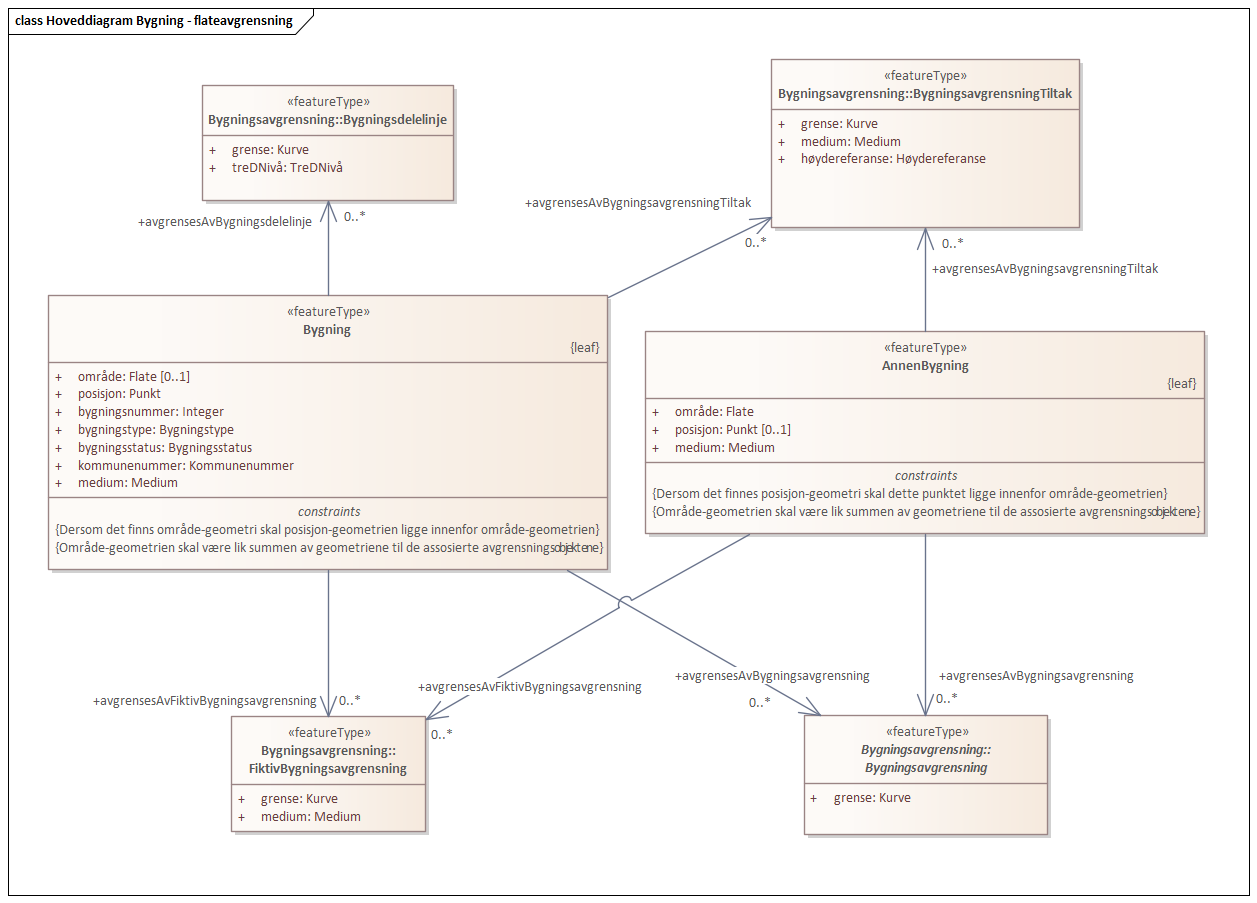 class Hoveddiagram Bygning - flateavgrensning
«featureType»
Bygningsavgrensning::Bygningsdelelinje
+ grense: Kurve
+ treDNivå: TreDNivå
«featureType»
Bygningsavgrensning::BygningsavgrensningTiltak
+ grense: Kurve
+ medium: Medium
+ høydereferanse: Høydereferanse
+avgrensesAvBygningsdelelinje
0..*
+avgrensesAvBygningsavgrensningTiltak
0..*
0..*
+avgrensesAvBygningsavgrensningTiltak
«featureType»
Bygning
{leaf}
+ område: Flate [0..1]
+ posisjon: Punkt
+ bygningsnummer: Integer
+ bygningstype: Bygningstype
+ bygningsstatus: Bygningsstatus
+ kommunenummer: Kommunenummer
+ medium: Medium
constraints
{Dersom det finns område-geometri skal posisjon-geometrien ligge innenfor område-geometrien}
{Område-geometrien skal være lik summen av geometriene til de assosierte avgrensningsobjektene}
«featureType»
AnnenBygning
{leaf}
+ område: Flate
+ posisjon: Punkt [0..1]
+ medium: Medium
constraints
{Dersom det finnes posisjon-geometri skal dette punktet ligge innenfor område-geometrien}
{Område-geometrien skal være lik summen av geometriene til de assosierte avgrensningsobjektene}
+avgrensesAvFiktivBygningsavgrensning
0..*
+avgrensesAvFiktivBygningsavgrensning
0..*
+avgrensesAvBygningsavgrensning
0..*
+avgrensesAvBygningsavgrensning
0..*
«featureType»
Bygningsavgrensning::
FiktivBygningsavgrensning
+ grense: Kurve
+ medium: Medium
«featureType»
Bygningsavgrensning::
Bygningsavgrensning
+ grense: Kurve